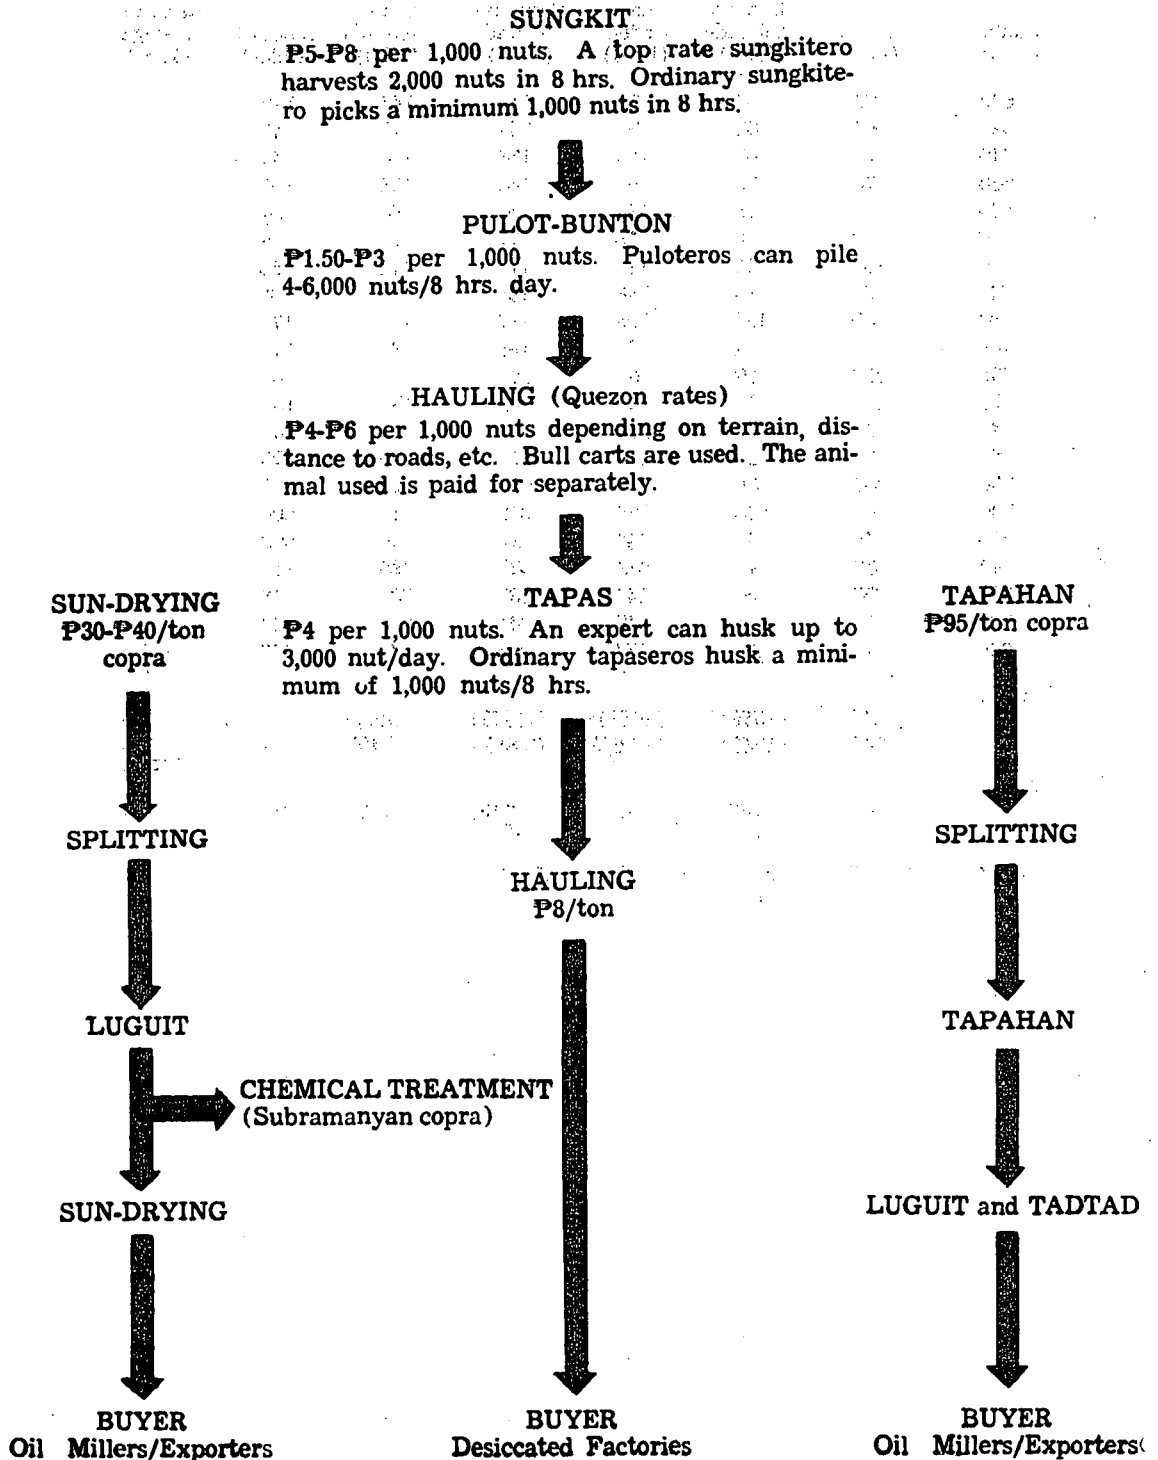 SUNGKIT
₱5-₱8 per 1,000 nuts. A top rate sungkitero
harvests 2,000 nuts in 8 hrs. Ordinary sungkite-
ro picks a minimum 1,000 nuts in 8 hrs.
PULOT-BUNTON
₱1.50-₱3 per 1,000 nuts. Puloteros can pile
4-6,000 nuts/8 hrs. day.
HAULING (Quezon rates)
₱4-₱6 per 1,000 nuts depending on terrain, dis-
tance to roads, etc. Bull carts are used. The ani-
mal used is paid for separately.
TAPAS
₱4 per 1,000 nuts. An expert can husk up to
3,000 nut/day. Ordinary tapaseros husk a mini-
mum of 1,000 nuts/8 hrs.
HAULING
₱8/ton
BUYER
Desiccated Factories
SUN-DRYING
₱30-₱40/ton
copra
SPLITTING
LUGUIT
CHEMICAL TREATMENT
(Subramanyan copra)
SUN-DRYING
BUYER
Oil Millers/Exporters
TAPAHAN
₱95/ton copra
SPLITTING
TAPAHAN
LUGUIT and TADTAD
BUYER
Oil Millers/Exporters